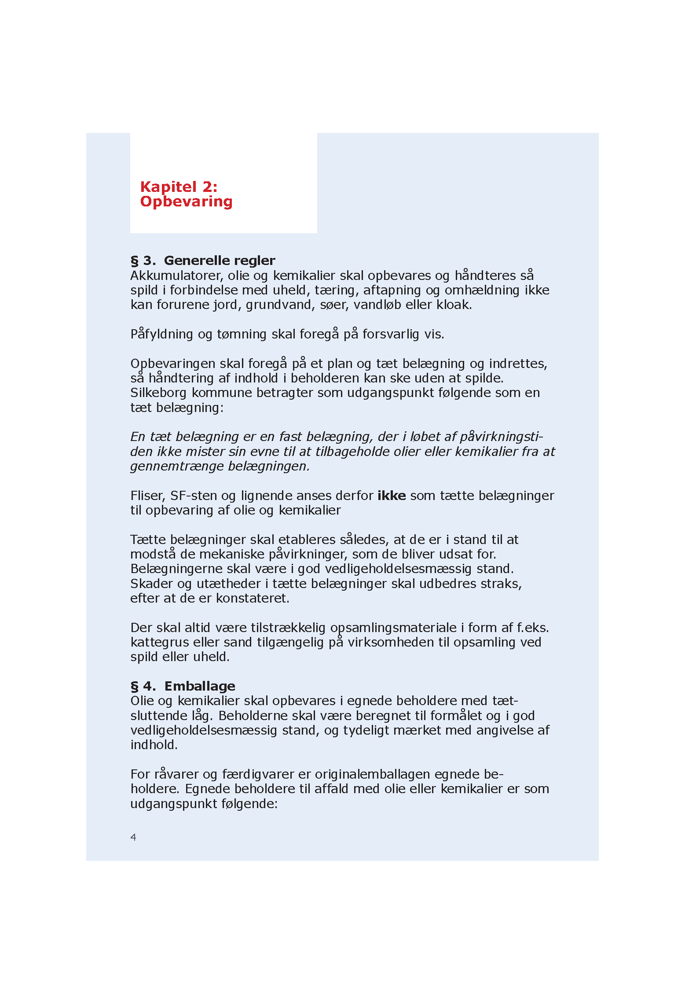 Kapitel 2:
Opbevaring
§ 3. Generelle regler
Akkumulatorer, olie og kemikalier skal opbevares og håndteres så
spild i forbindelse med uheld, tæring, aftapning og omhældning ikke
kan forurene jord, grundvand, søer, vandløb eller kloak.
Påfyldning og tømning skal foregå på forsvarlig vis.
Opbevaringen skal foregå på et plan og tæt belægning og indrettes,
så håndtering af indhold i beholderen kan ske uden at spilde.
Silkeborg kommune betragter som udgangspunkt følgende som en
tæt belægning:
En tæt belægning er en fast belægning, der i løbet af påvirkningsti-
den ikke mister sin evne til at tilbageholde olier eller kemikalier fra at
gennemtrænge belægningen.
Fliser, SF-sten og lignende anses derfor ikke som tætte belægninger
til opbevaring af olie og kemikalier
Tætte belægninger skal etableres således, at de er i stand til at
modstå de mekaniske påvirkninger, som de bliver udsat for.
Belægningerne skal være i god vedligeholdelsesmæssig stand.
Skader og utætheder i tætte belægninger skal udbedres straks,
efter at de er konstateret.
Der skal altid være tilstrækkelig opsamlingsmateriale i form af f.eks.
kattegrus eller sand tilgængelig på virksomheden til opsamling ved
spild eller uheld.
§ 4. Emballage
Olie og kemikalier skal opbevares i egnede beholdere med tæt-
sluttende låg. Beholderne skal være beregnet til formålet og i god
vedligeholdelsesmæssig stand, og tydeligt mærket med angivelse af
indhold.
For råvarer og færdigvarer er originalemballagen egnede be-
holdere. Egnede beholdere til affald med olie eller kemikalier er som
udgangspunkt følgende:
4